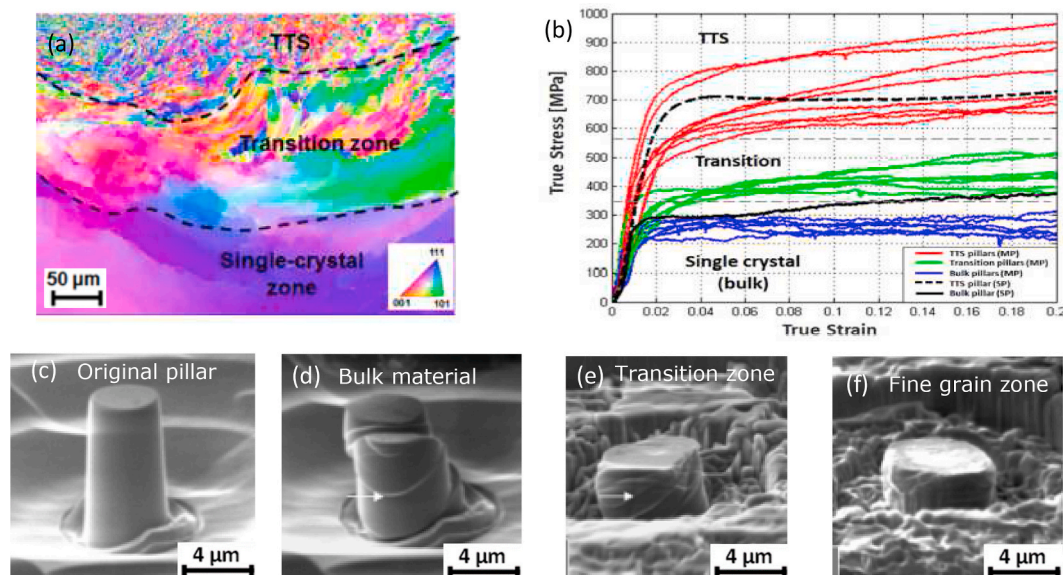 (a)
TTS
Transition zone
Single-crystal
zone
50 µm
111
001
101
(b)
True Stress [MPa]
1000
900
800
700
600
500
400
300
200
100
0
TTS
Transition
Single crystal
(bulk)
TTS pillars (MP)
Transition pillars (MP)
Bulk pillars (MP)
TTS pillar (SP)
Bulk pillar (SP)
0 0.02 0.04 0.06 0.08 0.1 0.12 0.14 0.16 0.18 0.2
True Strain
(c) Original pillar
4 µm
(d) Bulk material
4 µm
(e) Transition zone
4 µm
(f) Fine grain zone
4 µm